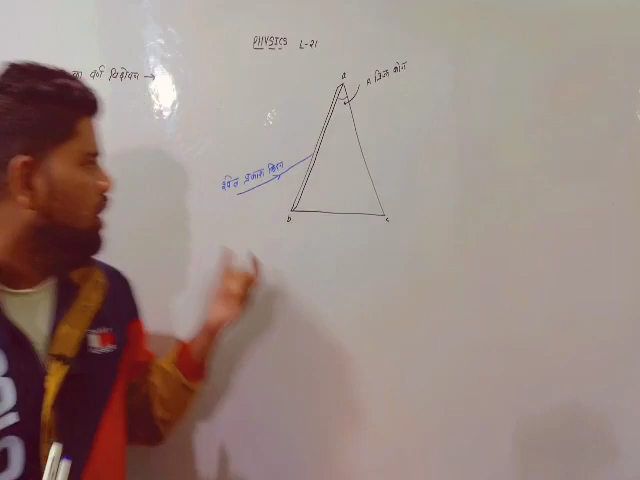 PHYSICS L-21
का वर्ण विक्षेपण →
a
A प्रिज्म कोण
श्वेत प्रकाश किरण
b
c